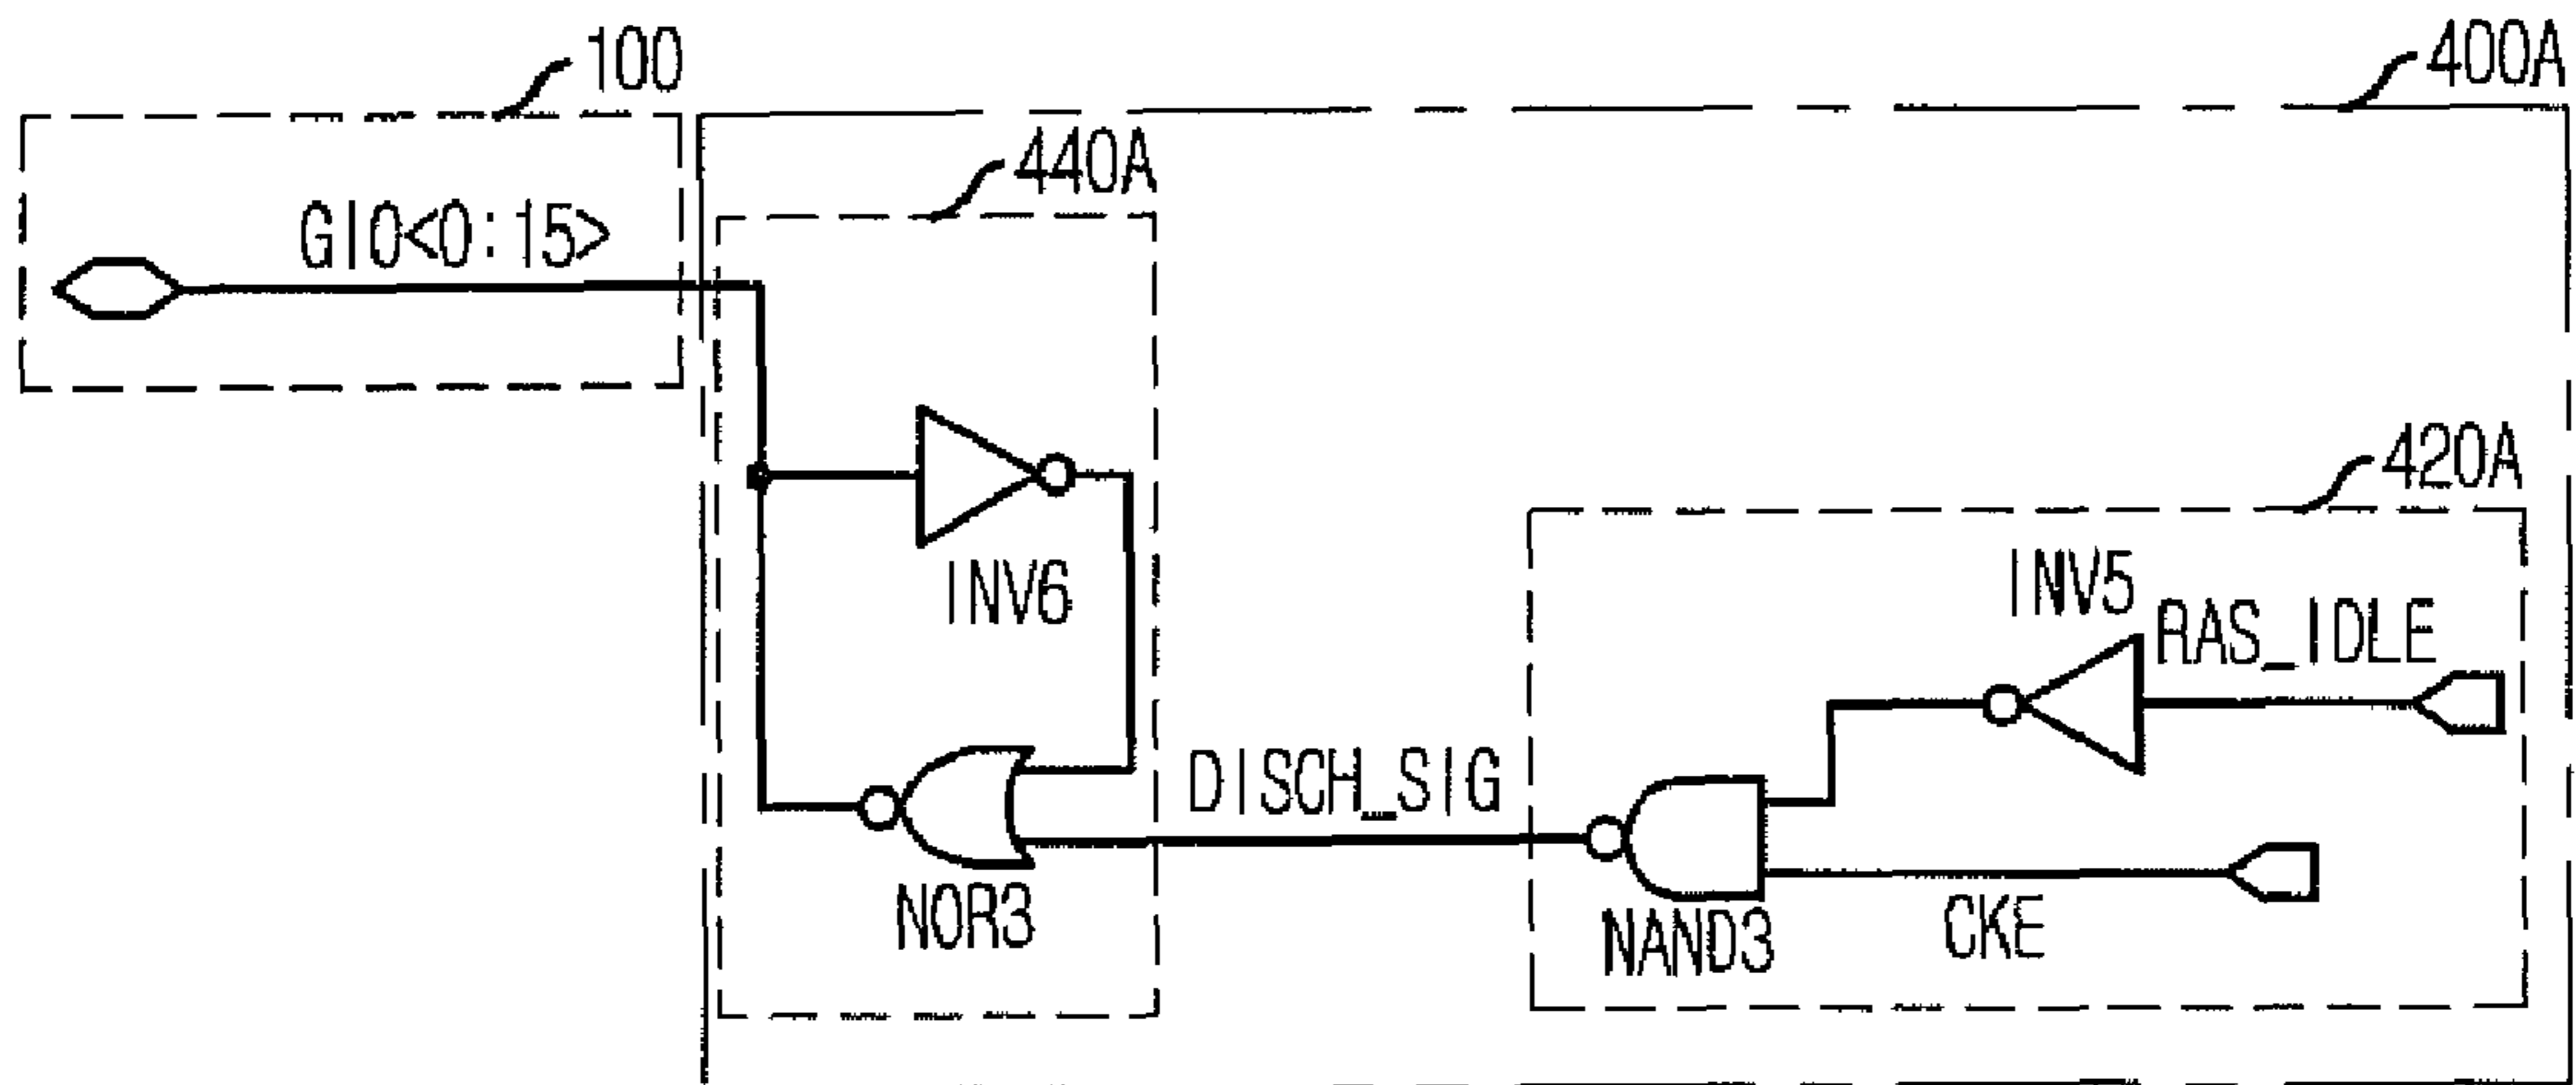 100
400A
440A
GIO<0:15>
420A
INV6
INV5
RAS_IDLE
DISCH_SIG
NOR3
NAND3
CKE